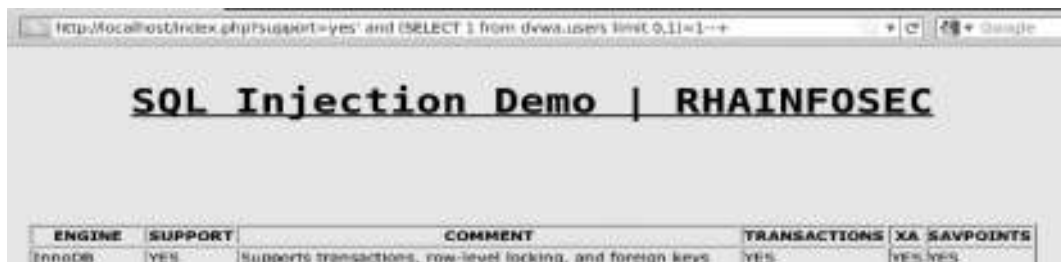 http://localhost/index.php?support=yes' and (SELECT 1 from dvwa.users limit 0,1)=1--+
Google
SQL Injection Demo | RHAINFOSEC
ENGINE SUPPORT COMMENT TRANSACTIONS XA SAVPOINTS
InnoDB YES Supports transactions, row-level locking, and foreign keys YES YES YES